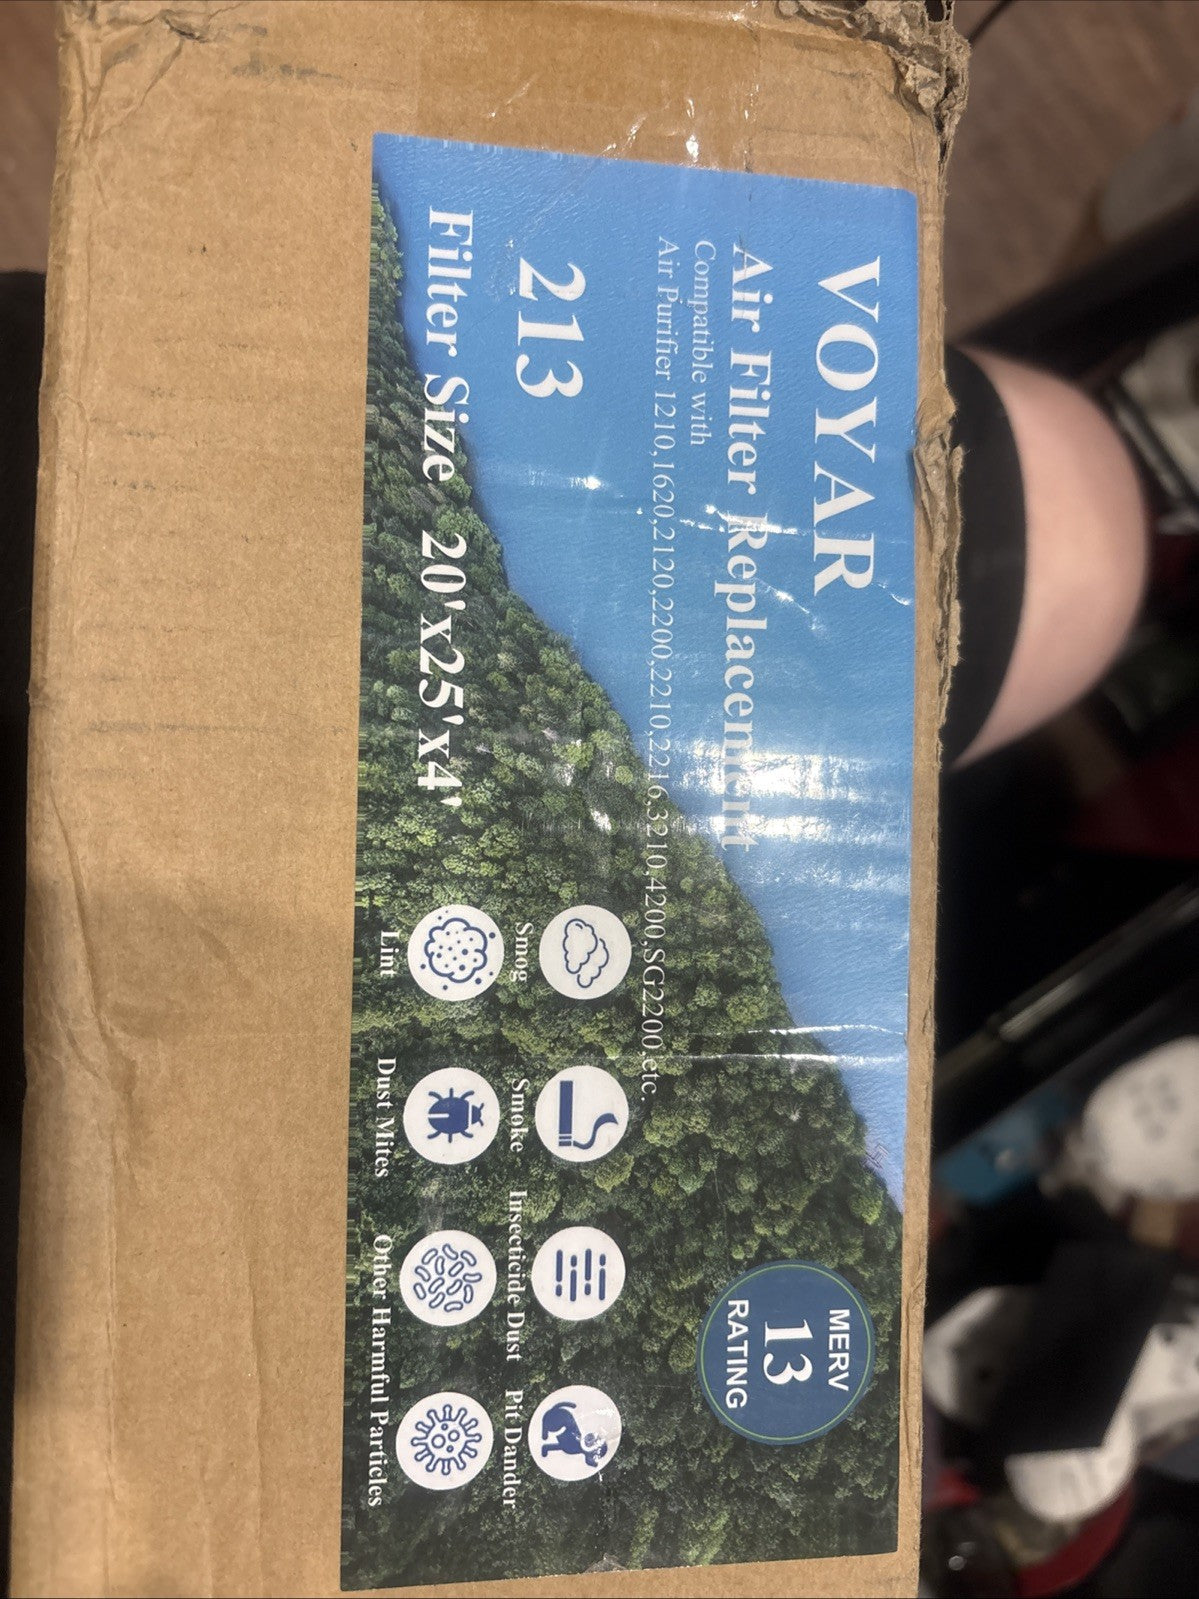 VOYAR
Air Filter Replacement
Compatible with
Air Purifier 1210,1620,2120,2200,2210,2216,3210,4200,SG2200,etc.
213
Filter Size 20'x25'x4'
MERV
13
RATING
Smog Smoke Insecticide Dust Pit Dander
Lint Dust Mites Other Harmful Particles